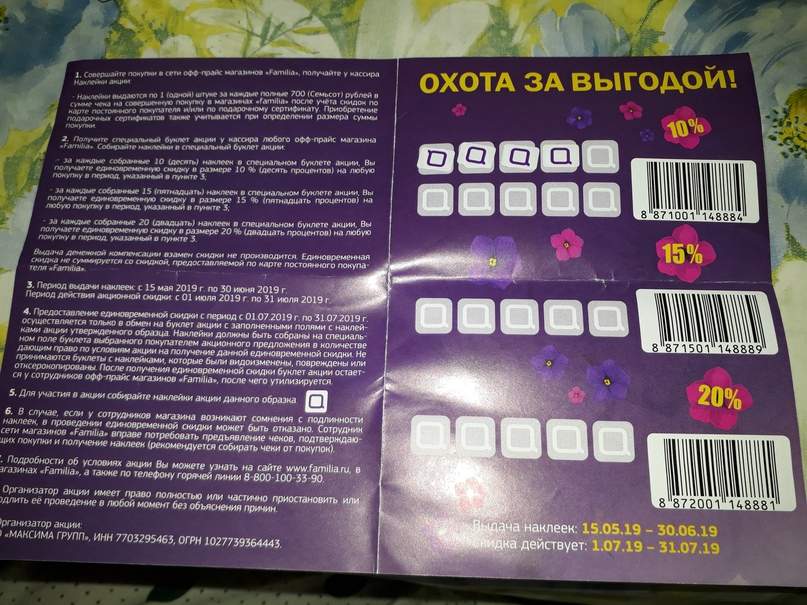 1. Совершайте покупки в сети офф-прайс магазинов «Familia», получайте у кассира
Наклейки акции:
- Наклейки выдаются по 1 (одной) штуке за каждые полные 700 (Семьсот) рублей в
сумме чека на совершенную покупку в магазинах «Familia» после учёта скидок по
карте постоянного покупателя и/или по подарочному сертификату. Приобретение
подарочных сертификатов также учитывается при определении размера суммы
покупки.
2. Получите специальный буклет акции у кассира любого офф-прайс магазина
«Familia». Собирайте наклейки в специальный буклет акции:
- за каждые собранные 10 (десять) наклеек в специальном буклете акции, Вы
получаете единовременную скидку в размере 10 % (десять процентов) на любую
покупку в период, указанный в пункте 3;
- за каждые собранные 15 (пятнадцать) наклеек в специальном буклете акции, Вы
получаете единовременную скидку в размере 15 % (пятнадцать процентов) на
любую покупку в период, указанный в пункте 3;
- за каждые собранные 20 (двадцать) наклеек в специальном буклете акции, Вы
получаете единовременную скидку в размере 20 % (двадцать процентов) на любую
покупку в период, указанный в пункте 3.
Выдача денежной компенсации взамен скидки не производится. Единовременная
скидка не суммируется со скидкой, предоставляемой по карте постоянного покупа-
теля «Familia».
3. Период выдачи наклеек: с 15 мая 2019 г. по 30 июня 2019 г.
Период действия акционной скидки: с 01 июля 2019 г. по 31 июля 2019 г.
4. Предоставление единовременной скидки с период с 01.07.2019 г. по 31.07.2019 г.
осуществляется только в обмен на буклет акции с заполненными полями с наклей-
ками акции утвержденного образца. Наклейки должны быть собраны на специаль-
ном поле буклета выбранного покупателем акционного предложения в количестве
дающим право по условиям акции на получение данной единовременной скидки. Не
принимаются буклеты с наклейками, которые были видоизменены, повреждены или
отксерокопированы. После получения единовременной скидки буклет акции остает-
ся у сотрудников офф-прайс магазинов «Familia», после чего утилизируется.
5. Для участия в акции собирайте наклейки акции данного образка
6. В случае, если у сотрудников магазина возникают сомнения с подлинности
наклеек, в проведении единовременной скидки может быть отказано. Сотрудник
сети магазинов «Familia» вправе потребовать предъявление чеков, подтверждаю-
щих покупки и получение наклеек (рекомендуется собирать чеки от покупок).
Подробности об условиях акции Вы можете узнать на сайте www.familia.ru, в
агазинах «Familia», а также по телефону горячей линии 8-800-100-33-90.
Организатор акции имеет право полностью или частично приостановить или
одлить её проведение в любой момент без объяснения причин.
рганизатор акции:
«МАКСИМА ГРУПП», ИНН 7703295463, ОГРН 1027739364443.
ОХОТА ЗА ВЫГОДОЙ!
10%
8 871001 148884
15%
8 871501 148889
20%
8 872001 148881
Выдача наклеек: 15.05.19 – 30.06.19
Скидка действует: 1.07.19 – 31.07.19